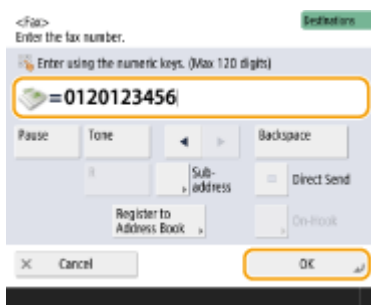 <Fax>
Enter the fax number.
Destinations
Enter using the numeric keys. (Max 120 digits)
=0120123456
Pause
Tone
Backspace
R
Sub-
address
=
Direct Send
Register to
Address Book
On-Hook
× Cancel
OK